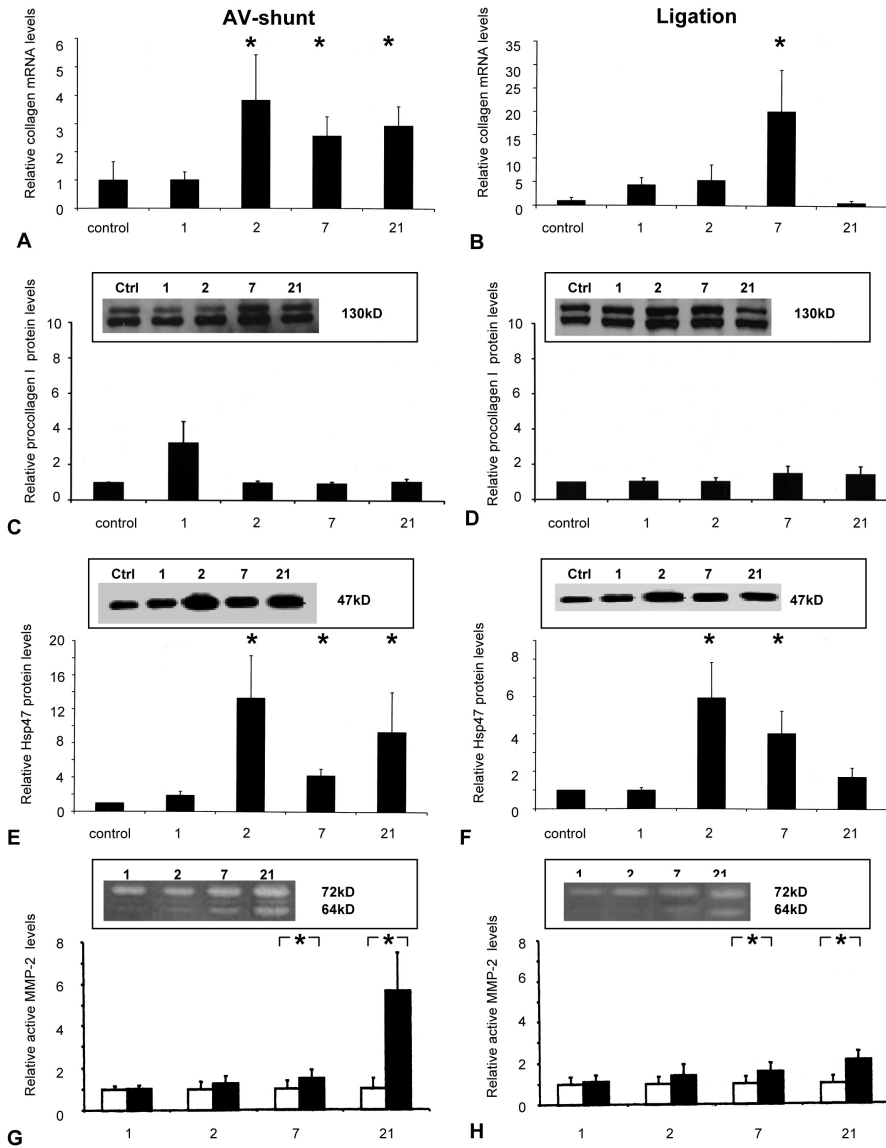 AV-shunt
Ligation
Relative collagen mRNA levels
6
5
4
3
2
1
0
*
*
*
control 1 2 7 21
A
Relative collagen mRNA levels
35
35
25
20
15
10
5
0
*
control 1 2 7 21
B
Ctrl 1 2 7 21
130kD
Relative procollagen I protein levels
10
8
6
4
2
0
control 1 2 7 21
C
Ctrl 1 2 7 21
130kD
Relative procollagen I protein levels
10
8
6
4
2
0
control 1 2 7 21
D
Ctrl 1 2 7 21
47kD
Relative Hsp47 protein levels
20
16
12
8
4
0
*
*
*
control 1 2 7 21
E
Ctrl 1 2 7 21
47kD
Relative Hsp47 protein levels
8
6
4
2
0
*
*
control 1 2 7 21
F
1 2 7 21
72kD
64kD
Relative active MMP-2 levels
8
6
4
2
0
*
*
1 2 7 21
G
1 2 7 21
72kD
64kD
Relative active MMP-2 levels
8
6
4
2
0
*
*
1 2 7 21
H